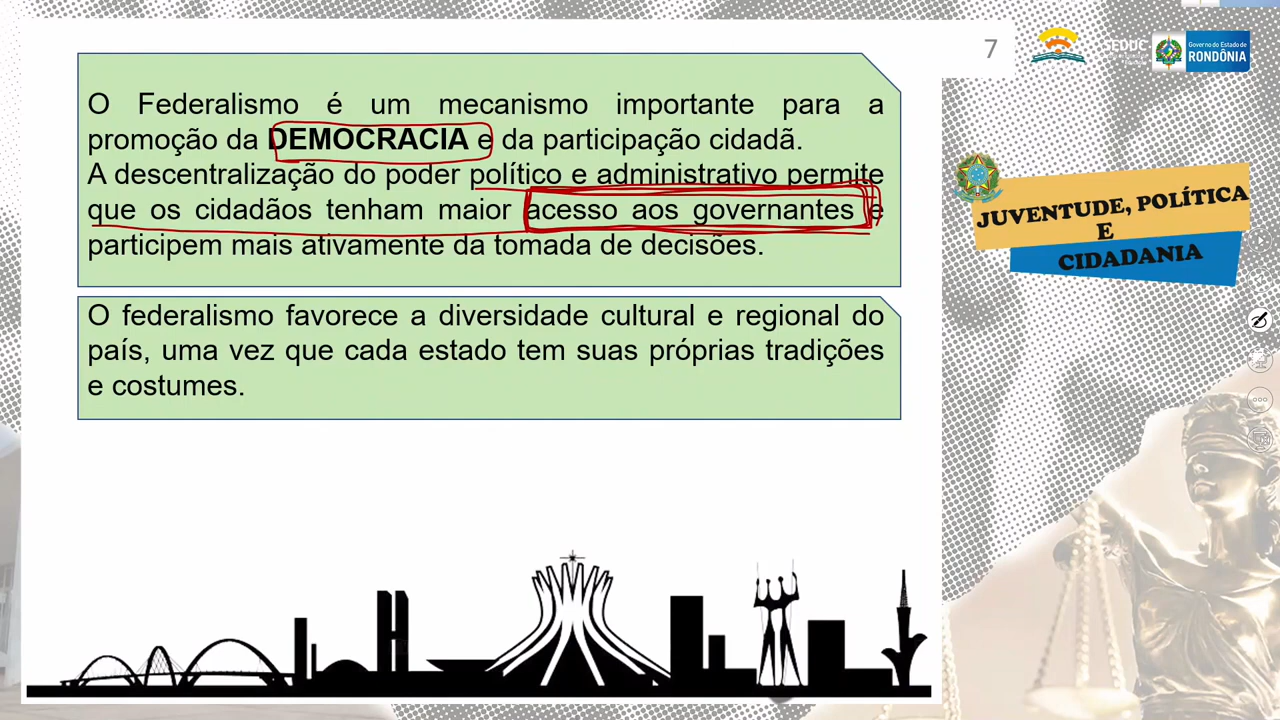 7
SEDUC
Governo do Estado de
RONDÔNIA
O Federalismo é um mecanismo importante para a
promoção da DEMOCRACIA e da participação cidadã.
A descentralização do poder político e administrativo permite
que os cidadãos tenham maior acesso aos governantes e
participem mais ativamente da tomada de decisões.
O federalismo favorece a diversidade cultural e regional do
país, uma vez que cada estado tem suas próprias tradições
e costumes.
JUVENTUDE, POLÍTICA
E
CIDADANIA